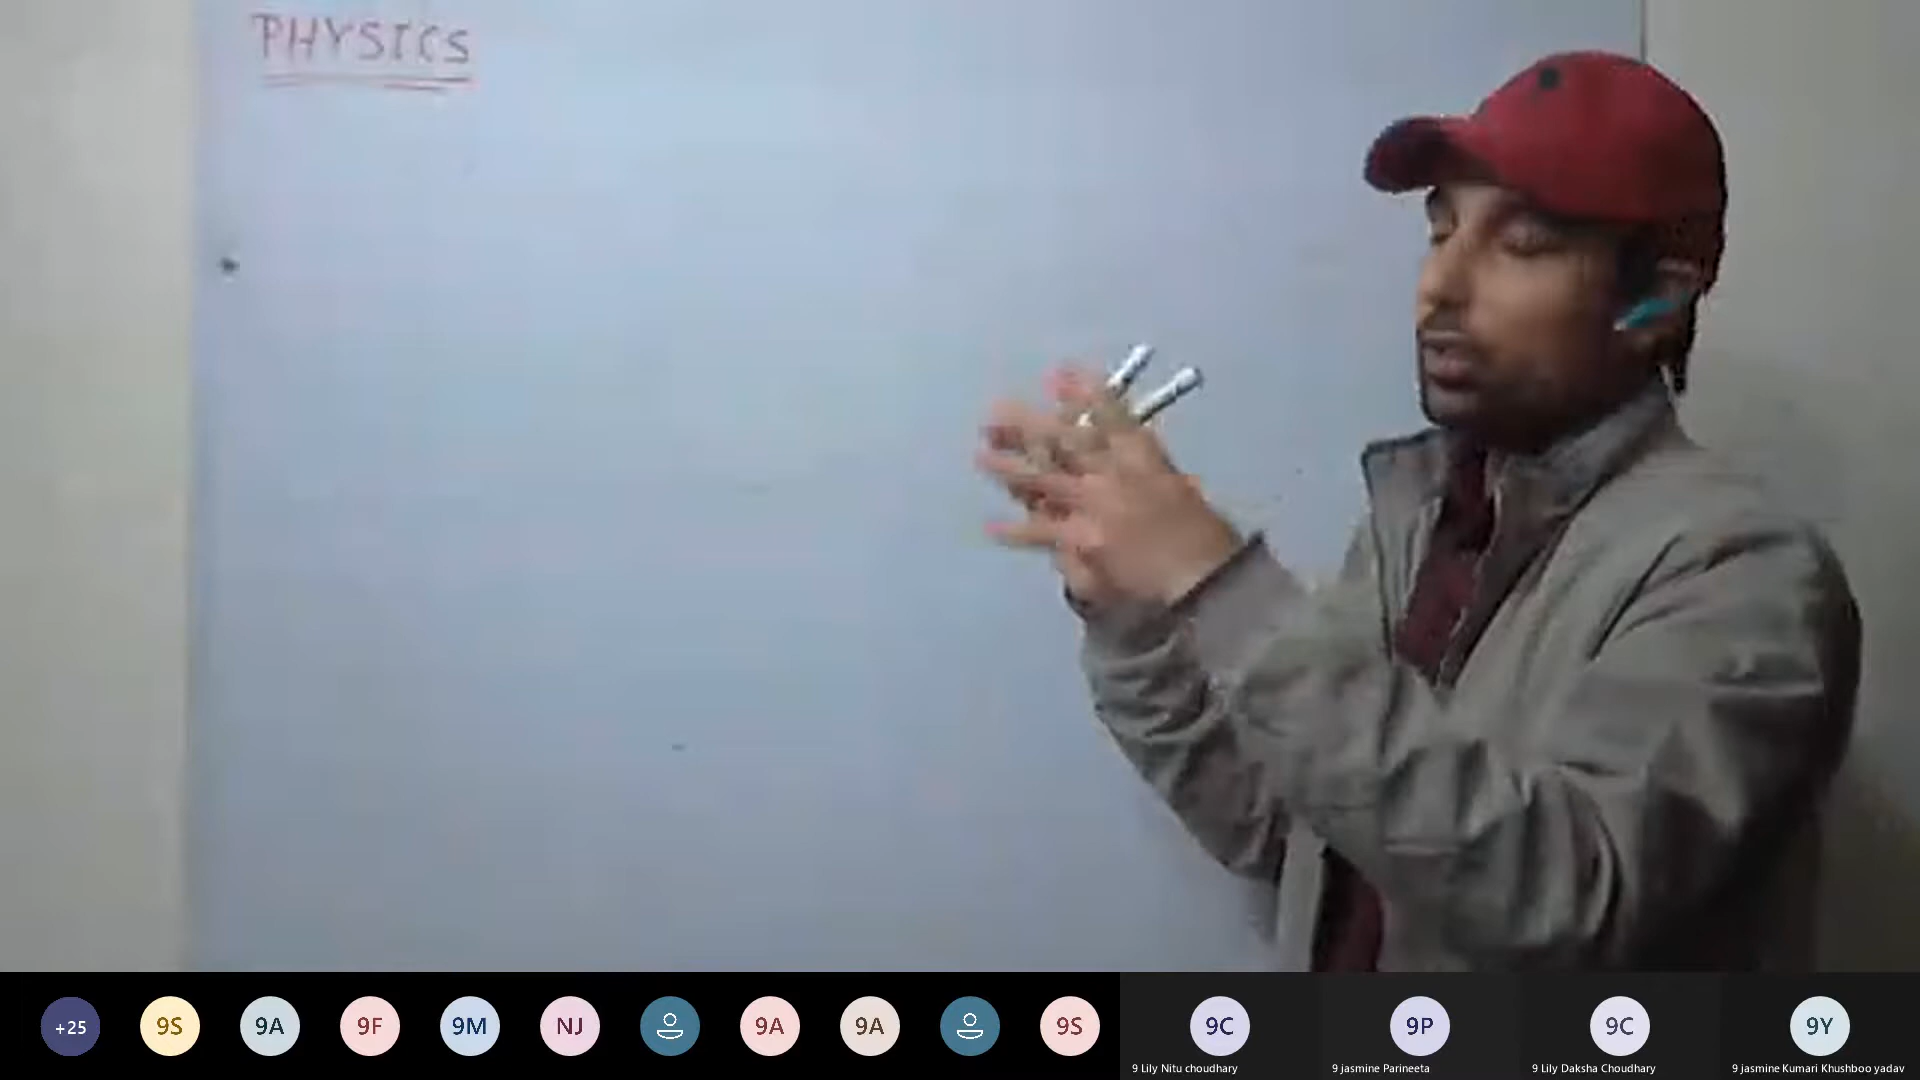 PHYSICS
+25
9S
9A
9F
9M
NJ
9A
9A
9S
9C
9P
9C
9Y
9 Lily Nitu choudhary
9 jasmine Parineeta
9 Lily Daksha Choudhary
9 jasmine Kumari Khushboo yadav